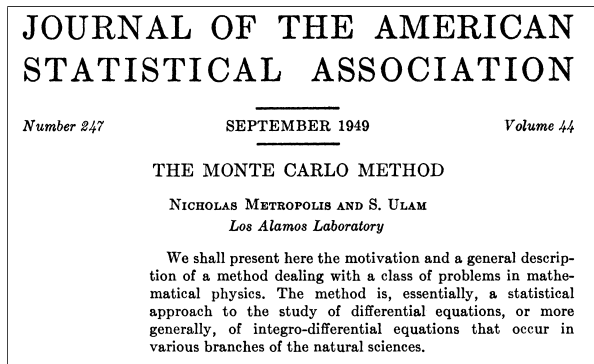 JOURNAL OF THE AMERICAN
STATISTICAL ASSOCIATION
Number 247 SEPTEMBER 1949 Volume 44
THE MONTE CARLO METHOD
NICHOLAS METROPOLIS AND S. ULAM
Los Alamos Laboratory
We shall present here the motivation and a general descrip-
tion of a method dealing with a class of problems in mathe-
matical physics. The method is, essentially, a statistical
approach to the study of differential equations, or more
generally, of integro-differential equations that occur in
various branches of the natural sciences.